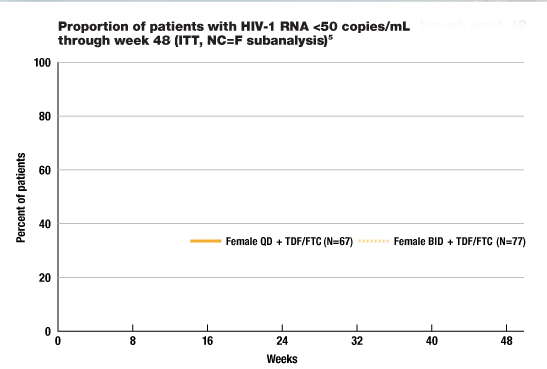 Proportion of patients with HIV-1 RNA <50 copies/mL
through week 48 (ITT, NC=F subanalysis)⁵
100
80
60
40
20
0
Percent of patients
Female QD + TDF/FTC (N=67)
Female BID + TDF/FTC (N=77)
0 8 16 24 32 40 48
Weeks